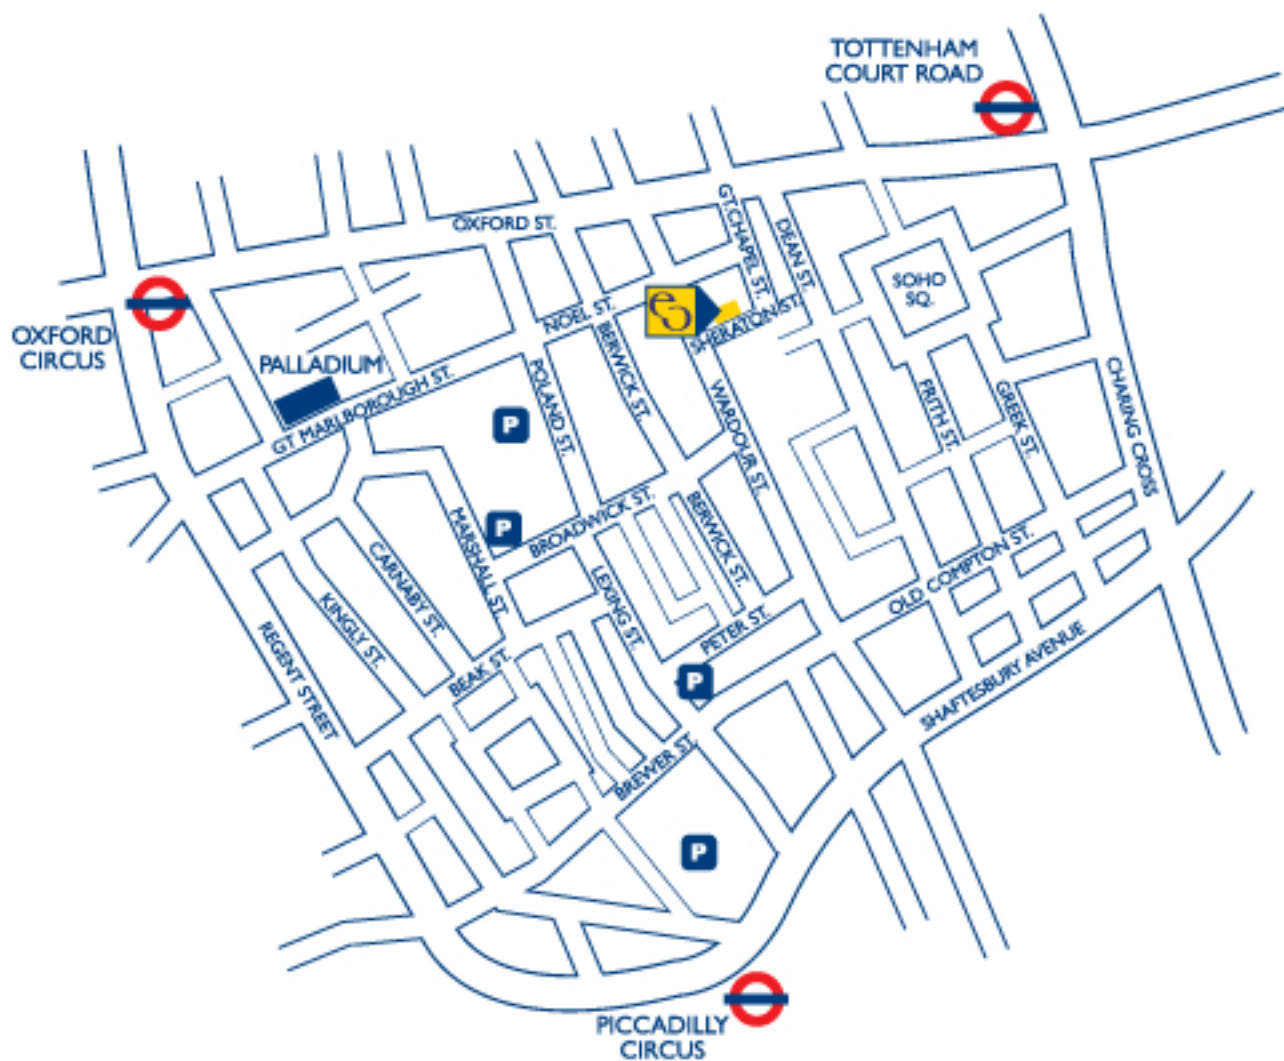 TOTTENHAM
COURT ROAD
OXFORD ST.
GT.CHAPEL ST.
DEAN ST.
SOHO
SQ.
OXFORD
CIRCUS
NOEL ST.
SHERATON ST.
PALLADIUM
GT MARLBOROUGH ST.
POLAND ST.
BERWICK ST.
WARDOUR ST.
FRITH ST.
GREEK ST.
CHARING CROSS
P
P
MARSHALL ST.
BROADWICK ST.
BERWICK ST.
CARNABY ST.
KINGLY ST.
LEXING ST.
OLD COMPTON ST.
PETER ST.
REGENT STREET
BEAK ST.
P
SHAFTESBURY AVENUE
BREWER ST.
P
PICCADILLY
CIRCUS